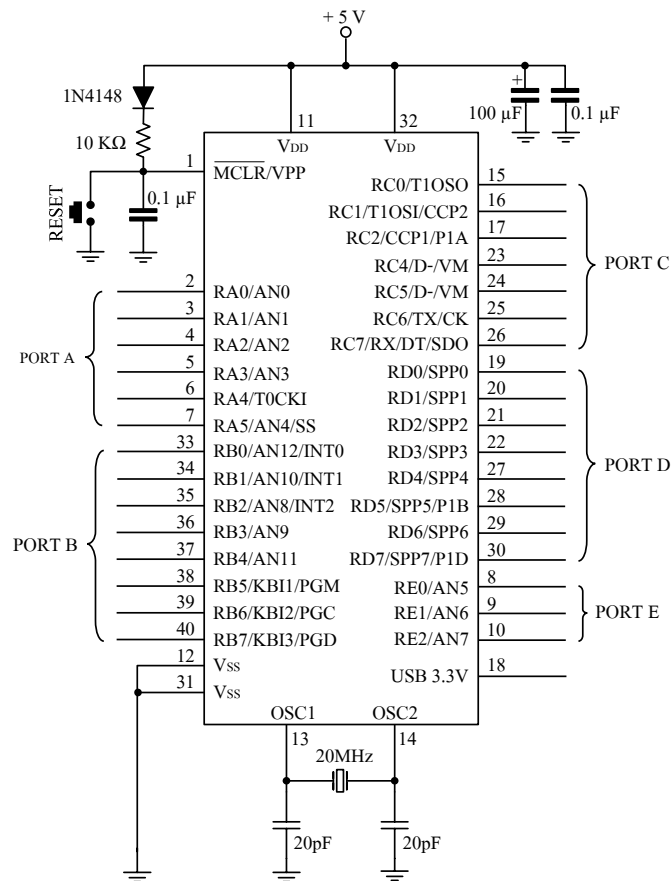 + 5 V
1N4148
10 KΩ
11
32
VDD
VDD
100 µF
+
0.1 µF
1
MCLR/VPP
0.1 µF
RESET
RC0/T1OSO
15
RC1/T1OSI/CCP2
16
RC2/CCP1/P1A
17
RC4/D-/VM
23
RC5/D-/VM
24
RC6/TX/CK
25
RC7/RX/DT/SDO
26
PORT C
2
RA0/AN0
3
RA1/AN1
4
RA2/AN2
5
RA3/AN3
6
RA4/T0CKI
7
RA5/AN4/SS
PORT A
RD0/SPP0
19
RD1/SPP1
20
RD2/SPP2
21
RD3/SPP3
22
RD4/SPP4
27
RD5/SPP5/P1B
28
RD6/SPP6
29
RD7/SPP7/P1D
30
PORT D
33
RB0/AN12/INT0
34
RB1/AN10/INT1
35
RB2/AN8/INT2
36
RB3/AN9
37
RB4/AN11
38
RB5/KBI1/PGM
39
RB6/KBI2/PGC
40
RB7/KBI3/PGD
PORT B
RE0/AN5
8
RE1/AN6
9
RE2/AN7
10
PORT E
12
VSS
31
VSS
USB 3.3V
18
OSC1
OSC2
13
14
20MHz
20pF
20pF